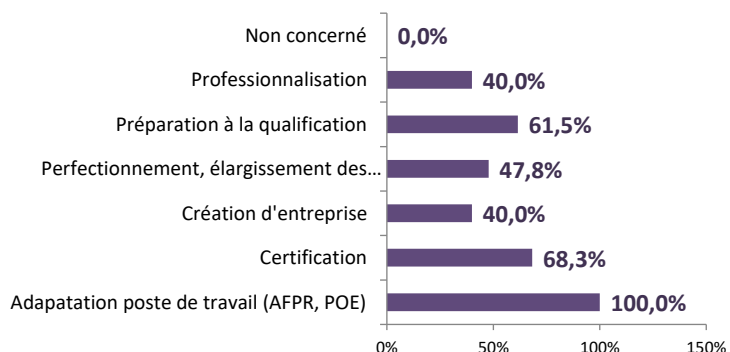 Non concerné 0,0%
Professionnalisation 40,0%
Préparation à la qualification 61,5%
Perfectionnement, élargissement des... 47,8%
Création d'entreprise 40,0%
Certification 68,3%
Adapatation poste de travail (AFPR, POE) 100,0%
0% 50% 100% 150%